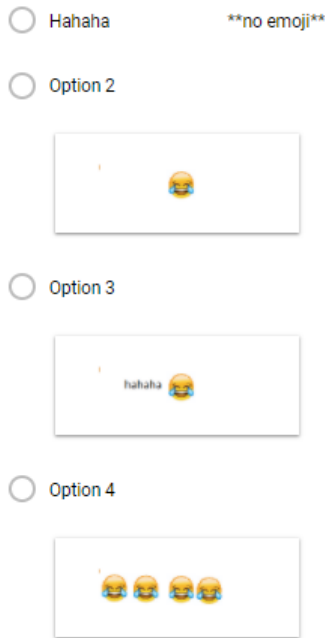 Hahaha **no emoji**
Option 2
😂
Option 3
hahaha 😂
Option 4
😂😂 😂😂